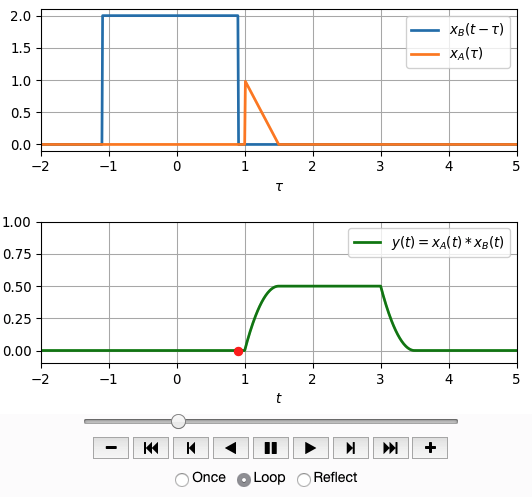 2.0
1.5
1.0
0.5
0.0
x_B(t − τ)
x_A(τ)
−2 −1 0 1 2 3 4 5
τ
1.00
0.75
0.50
0.25
0.00
y(t) = x_A(t) * x_B(t)
−2 −1 0 1 2 3 4 5
t
Once Loop Reflect